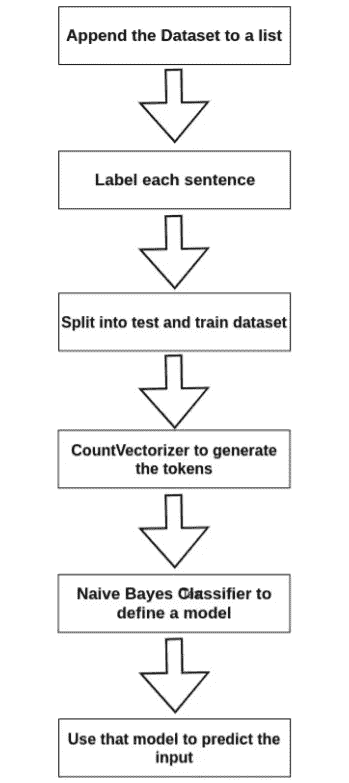 Append the Dataset to a list
Label each sentence
Split into test and train dataset
CountVectorizer to generate
the tokens
Naive Bayes Classifier to
define a model
Use that model to predict the
input